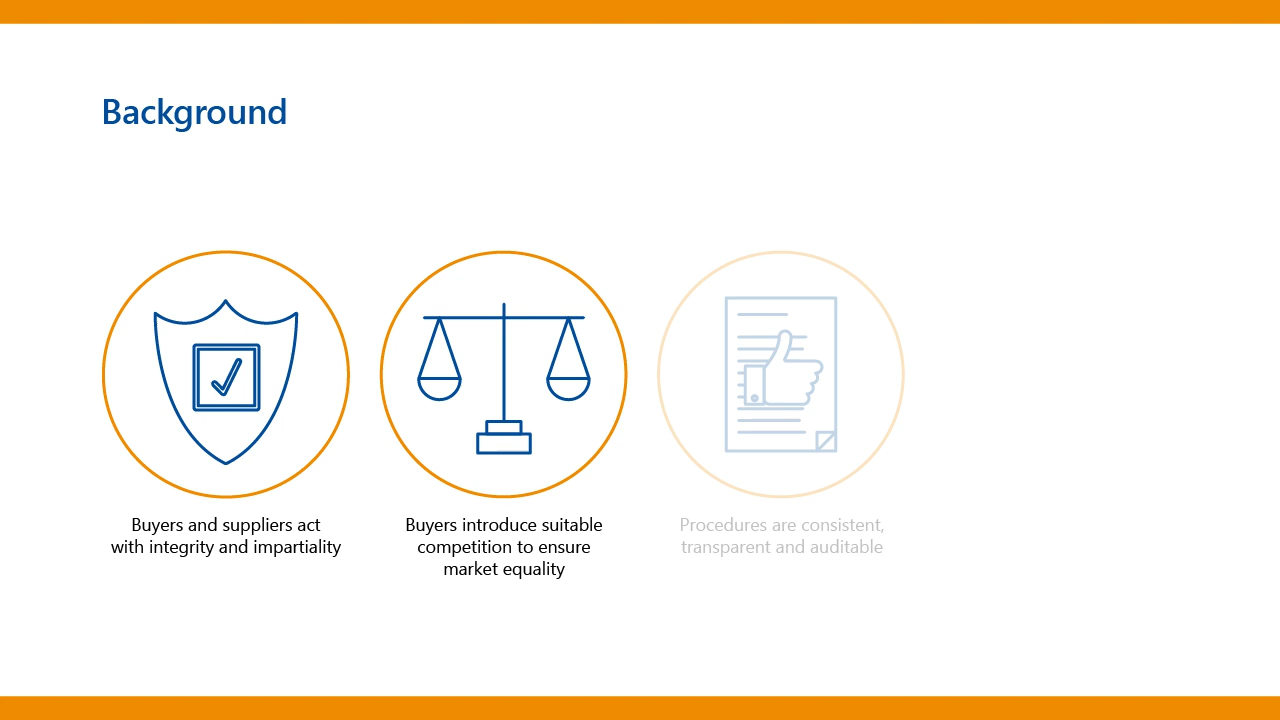 Background
Buyers and suppliers act
with integrity and impartiality
Buyers introduce suitable
competition to ensure
market equality
Procedures are consistent,
transparent and auditable